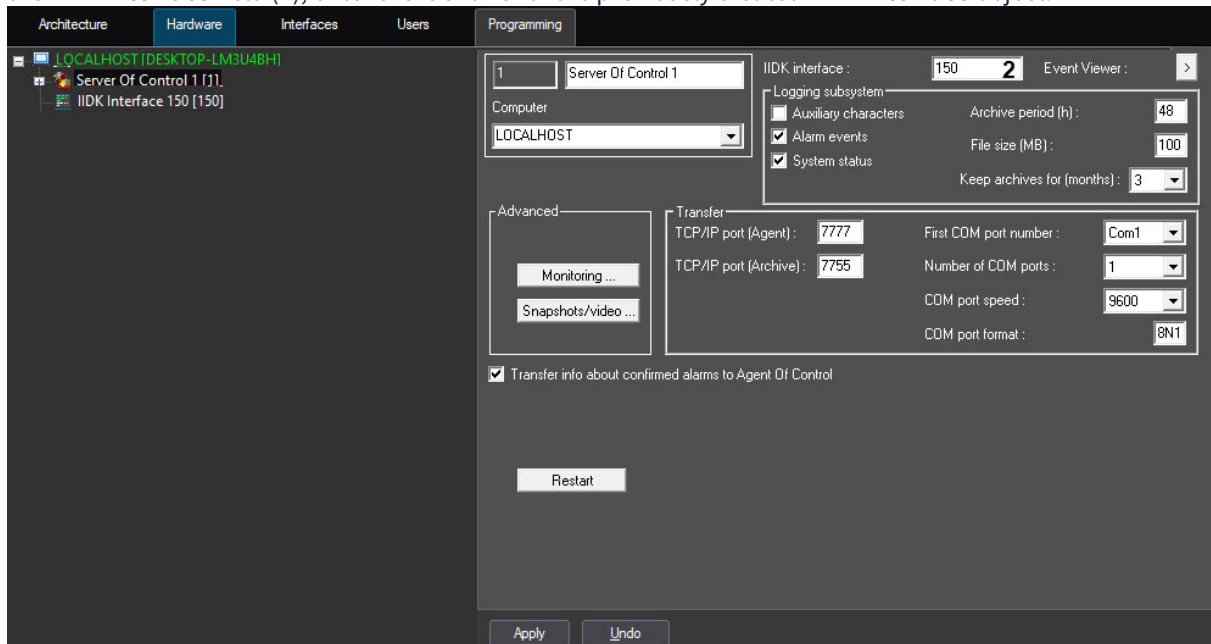 Architecture Hardware Interfaces Users Programming
LOCALHOST [DESKTOP-LM3U4BH]
Server Of Control 1 [1]
IIDK Interface 150 [150]
1 Server Of Control 1
Computer
LOCALHOST
IIDK interface : 150 2 Event Viewer : >
Logging subsystem
Auxiliary characters Archive period (h) : 48
Alarm events File size (MB) : 100
System status
Keep archives for (months) : 3
Advanced
Monitoring ...
Snapshots/video ...
Transfer
TCP/IP port (Agent) : 7777 First COM port number : Com1
TCP/IP port (Archive) : 7755 Number of COM ports : 1
COM port speed : 9600
COM port format : 8N1
Transfer info about confirmed alarms to Agent Of Control
Restart
Apply Undo